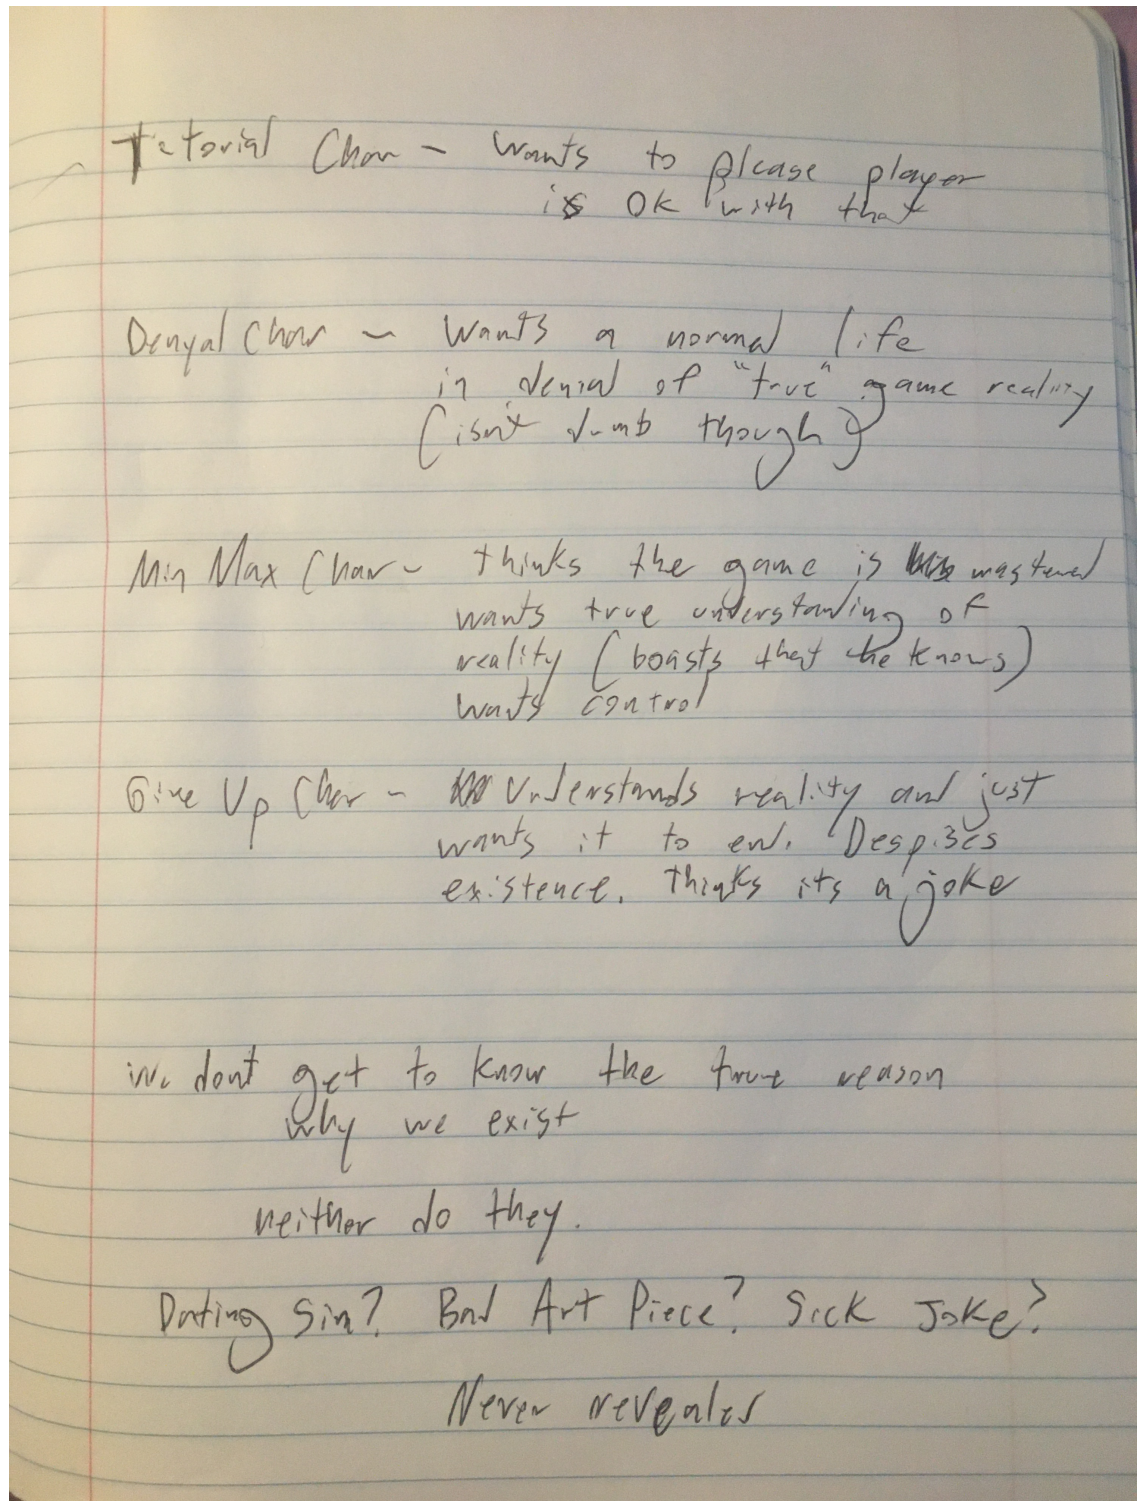 Tutorial Char - Wants to please player
is OK with that
Denyal Char - Wants a normal life
in denial of "true" game reality
(isnt dumb though)
Min Max Char - thinks the game is mastered
wants true understanding of
reality (boasts that he knows)
wants control
Give Up Char - Understands reality and just
wants it to end. Despises
existence. Thinks its a joke
We dont get to know the true reason
why we exist
neither do they.
Dating Sim? Bad Art Piece? Sick Joke?
Never revealed